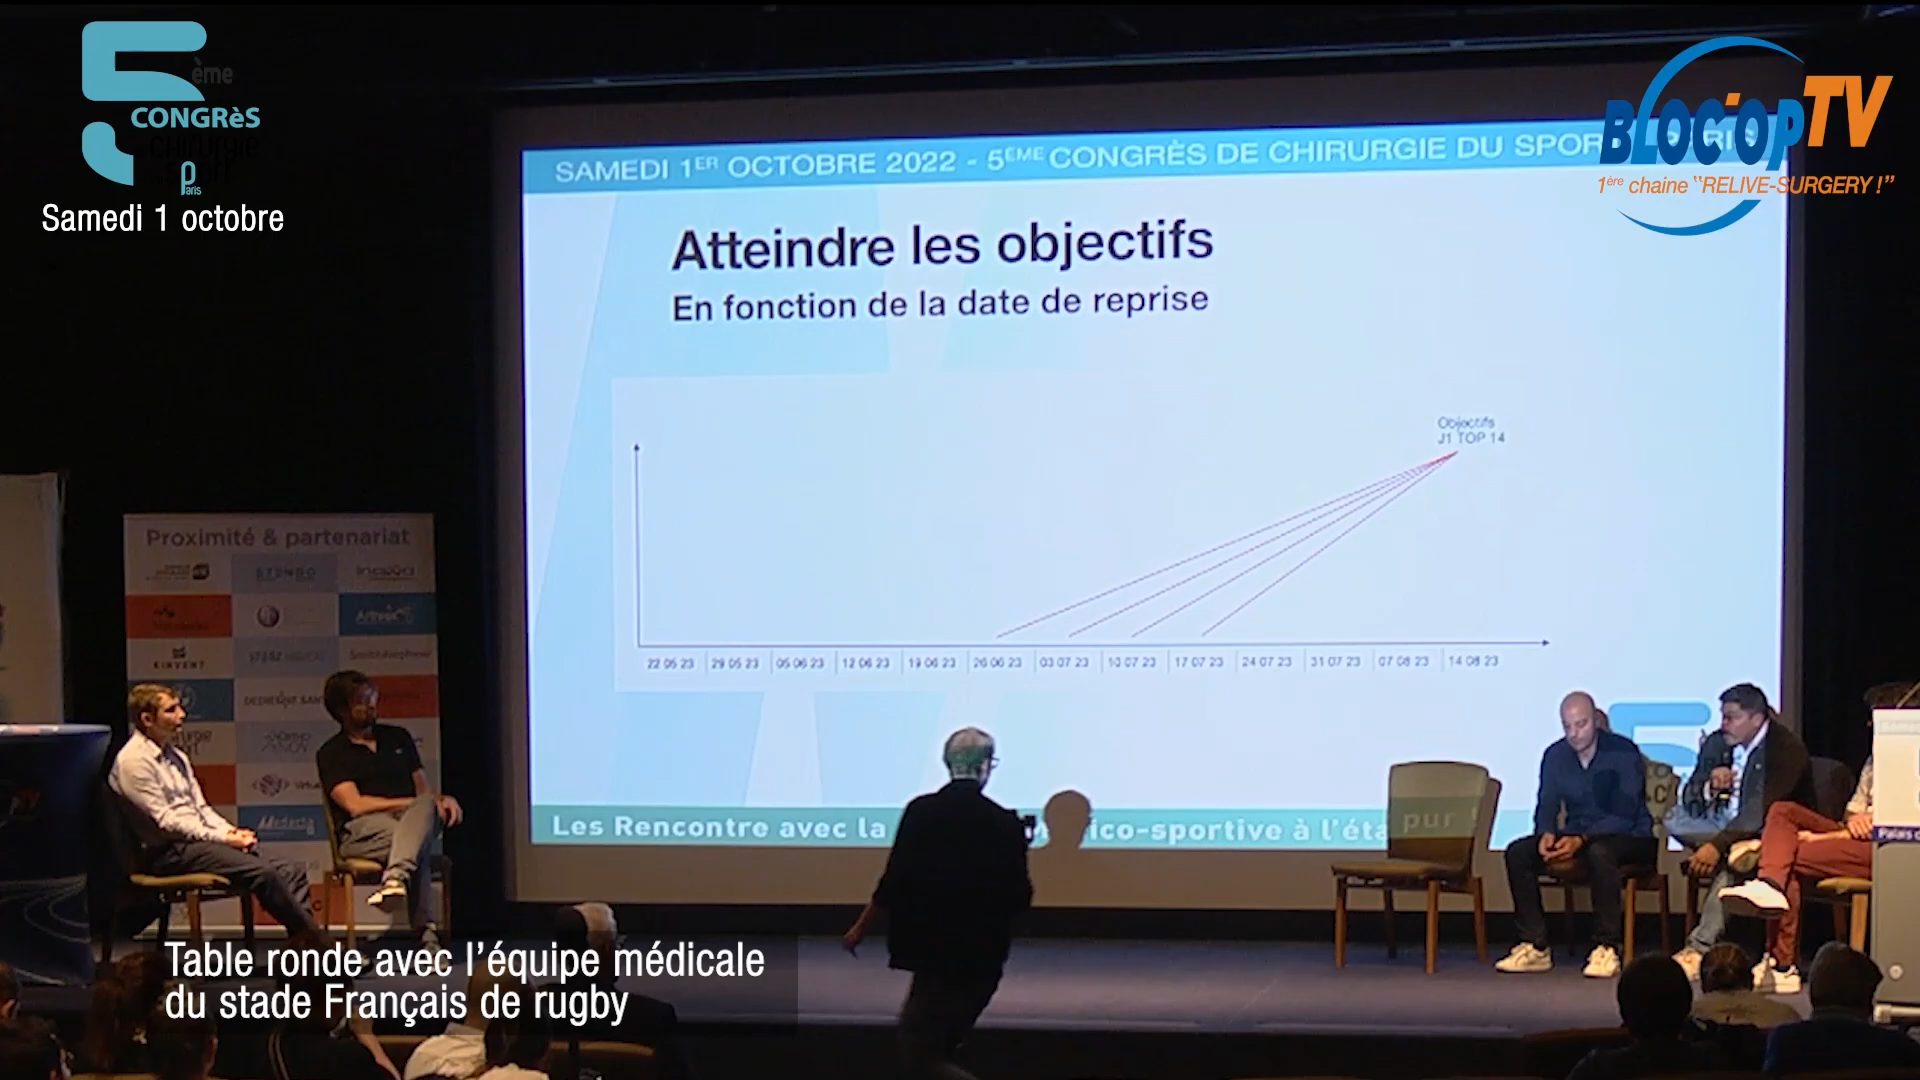 5ème
CONGRès
chirurgie
sport
Paris
Samedi 1 octobre
BLOC'OPTV
1ère chaine "RELIVE-SURGERY !"
SAMEDI 1ER OCTOBRE 2022 - 5ÈME CONGRÈS DE CHIRURGIE DU SPOR
Atteindre les objectifs
En fonction de la date de reprise
Objectifs
J1 TOP 14
22 05 23 29 05 23 05 06 23 12 06 23 19 06 23 26 06 23 03 07 23 10 07 23 17 07 23 24 07 23 31 07 23 07 08 23 14 08 23
Les Rencontre avec la ico-sportive à l'éta pur !
Proximité & partenariat
Table ronde avec l'équipe médicale
du stade Français de rugby